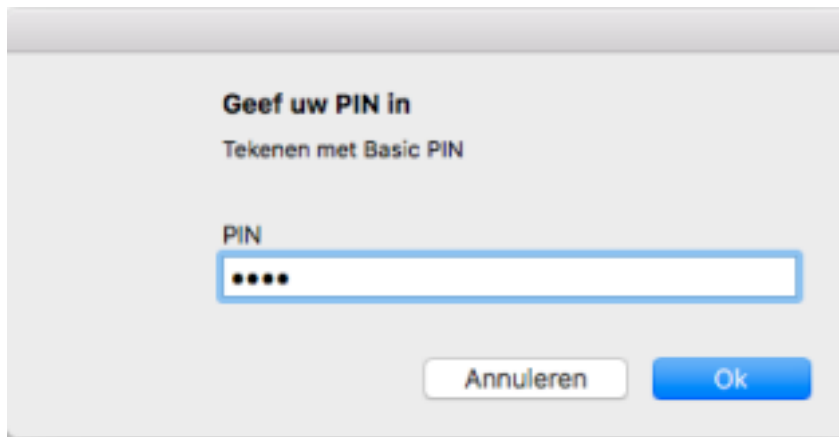 Geef uw PIN in
Tekenen met Basic PIN
PIN
••••
Annuleren
Ok